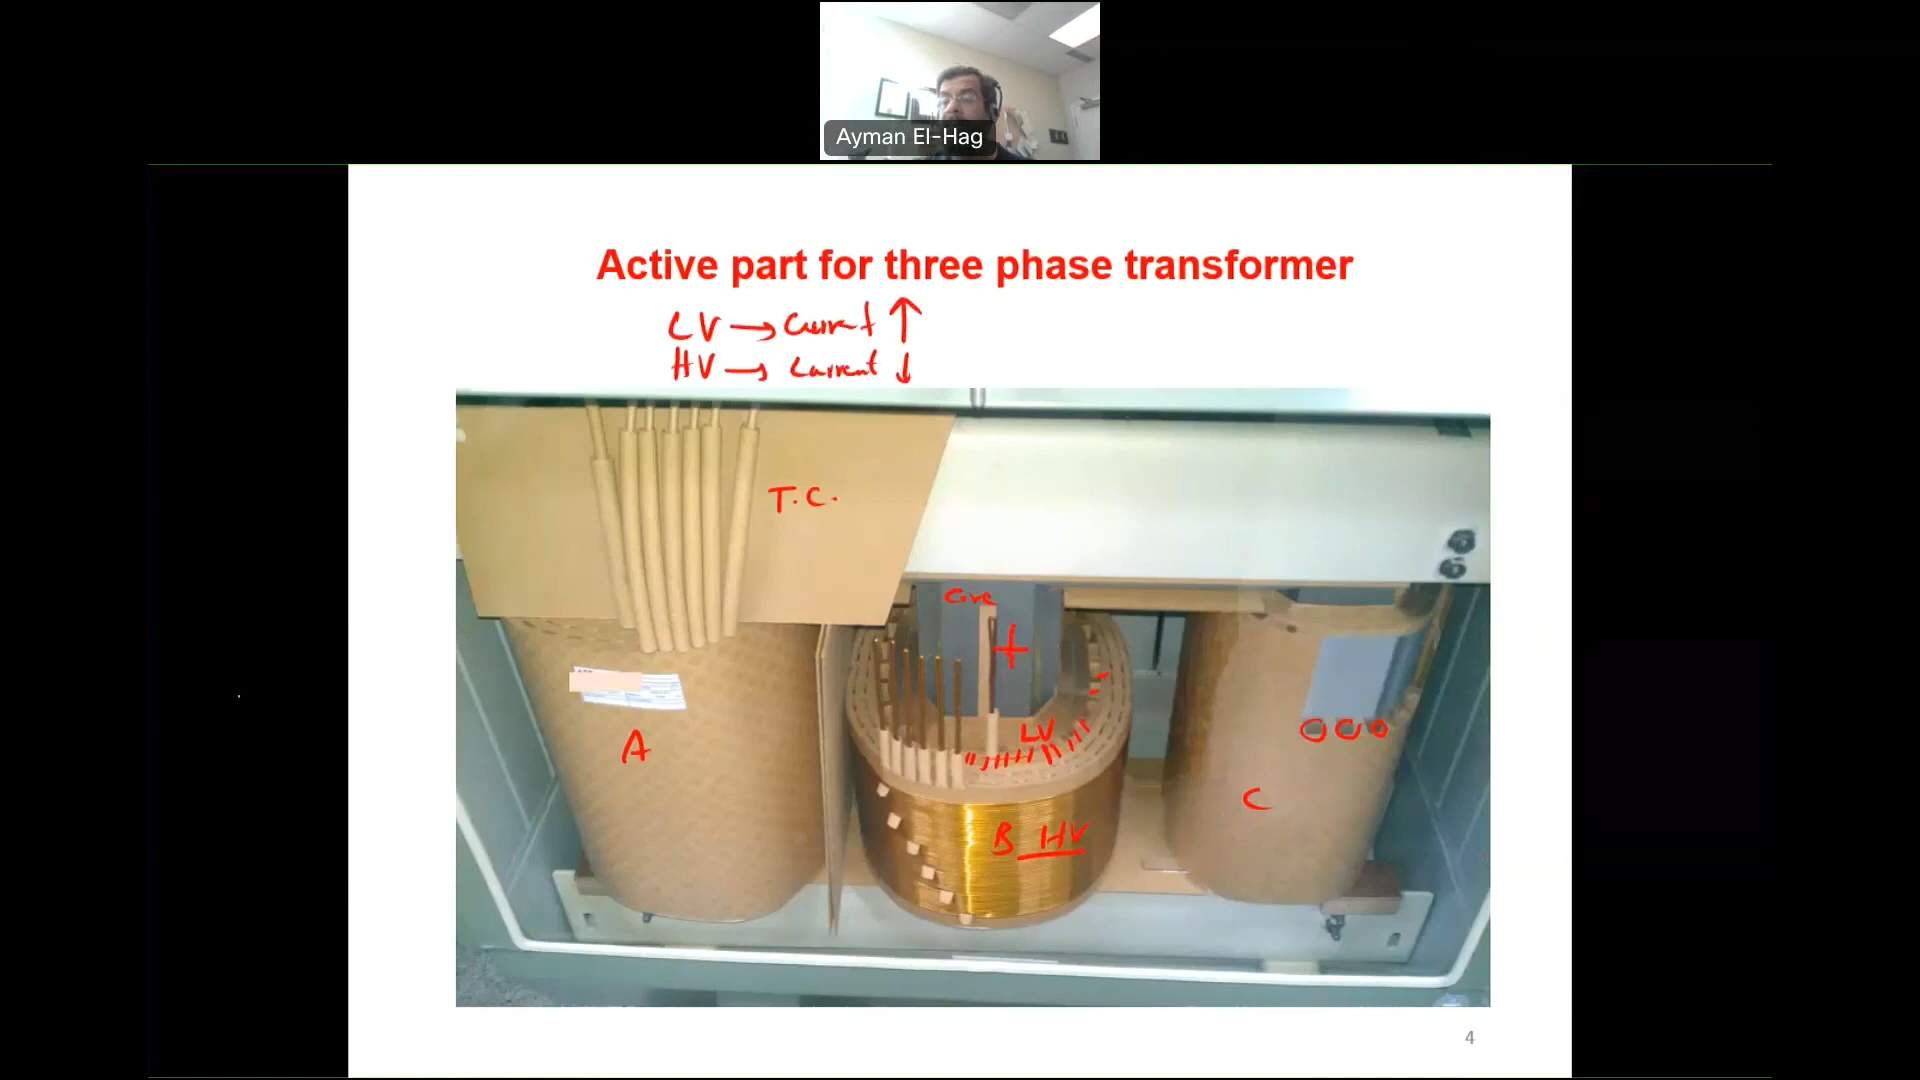 Ayman El-Hag
Active part for three phase transformer
LV → Current ↑
HV → Current ↓
T.C.
Core
+
LV
A
B HV
C
4